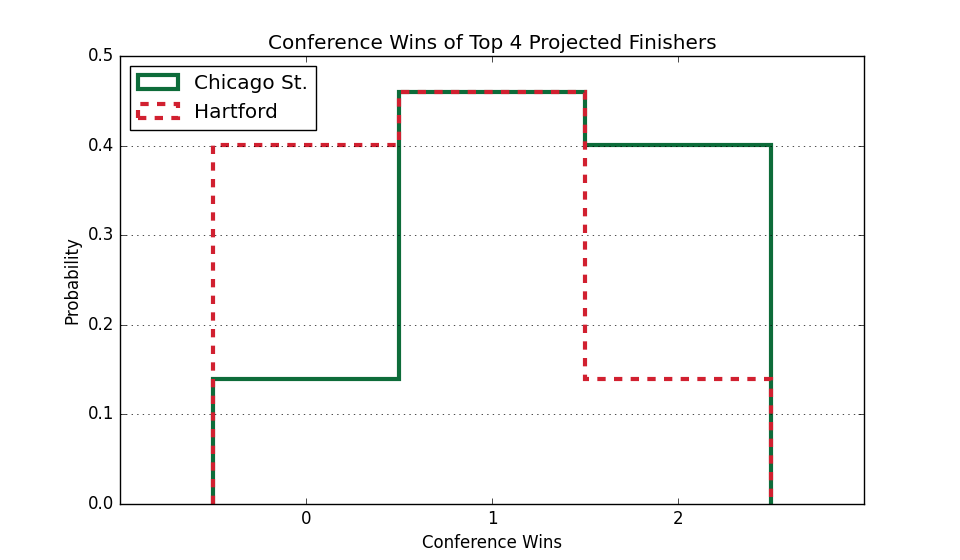 Conference Wins of Top 4 Projected Finishers
0.5
Chicago St.
Hartford
0.4
0.3
Probability
0.2
0.1
0.0
0 1 2
Conference Wins